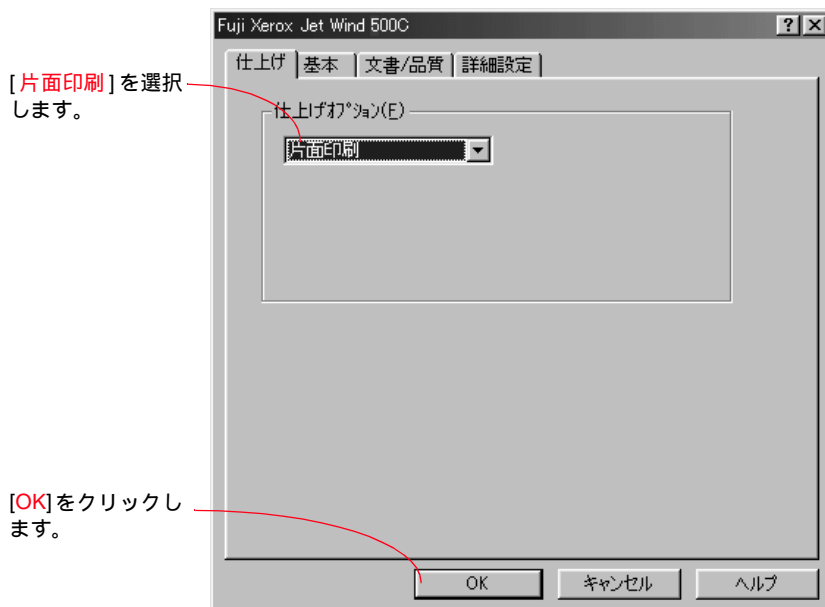 Fuji Xerox Jet Wind 500C
仕上げ 基本 文書/品質 詳細設定
[片面印刷]を選択
します。
仕上げｵﾌﾟｼｮﾝ(F)
片面印刷
[OK]をクリックし
ます。
OK キャンセル ヘルプ